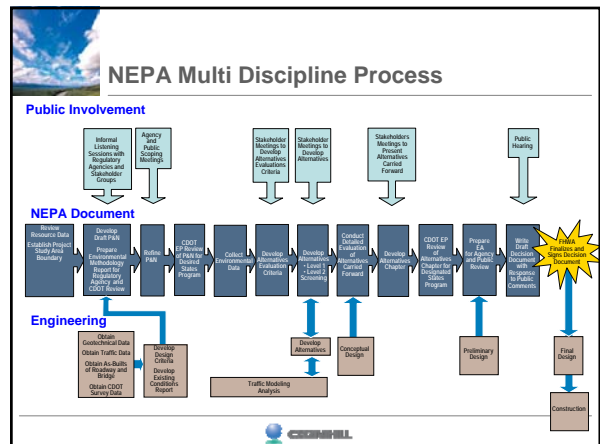 NEPA Multi Discipline Process
Public Involvement
Informal
Listening
Sessions with
Regulatory
Agencies and
Stakeholder
Groups
Agency
and
Public
Scoping
Meetings
Stakeholder
Meetings to
Develop
Alternatives
Evaluations
Criteria
Stakeholder
Meetings to
Develop
Alternatives
Stakeholders
Meetings to
Present
Alternatives
Carried
Forward
Public
Hearing
NEPA Document
Review
Resource Data
Establish Project
Study Area
Boundary
Develop
Draft P&N
Prepare
Environmental
Methodology
Report for
Regulatory
Agency and
CDOT Review
Refine
P&N
CDOT
EP Review
of P&N for
Desired
States
Program
Collect
Environmental
Data
Develop
Alternatives
Evaluation
Criteria
Develop
Alternatives
• Level 1
• Level 2
Screening
Conduct
Detailed
Evaluation
of Alternatives
Carried
Forward
Develop
Alternatives
Chapter
CDOT EP
Review
of Alternatives
Chapter for
Designated
States Program
Prepare
EA
for Agency
and Public
Review
Write
Draft
Decision
Document
with
Response
to Public
Comments
FHWA
Finalizes and
Signs Decision
Document
Engineering
Obtain
Geotechnical Data
Obtain Traffic Data
Obtain As-Builts
of Roadway and
Bridge
Obtain CDOT
Survey Data
Develop
Design
Criteria
Develop
Existing
Conditions
Report
Develop
Alternatives
Traffic Modeling
Analysis
Conceptual
Design
Preliminary
Design
Final
Design
Construction
CH2MHILL